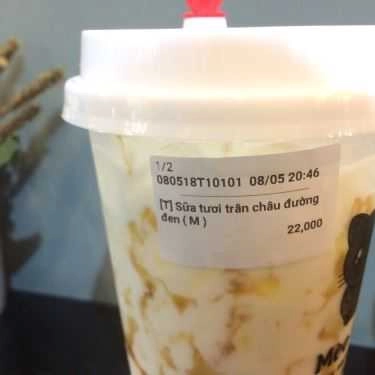 1/2
080518T10101 08/05 20:46
[T] Sữa tươi trân châu đường
đen ( M )
22,000